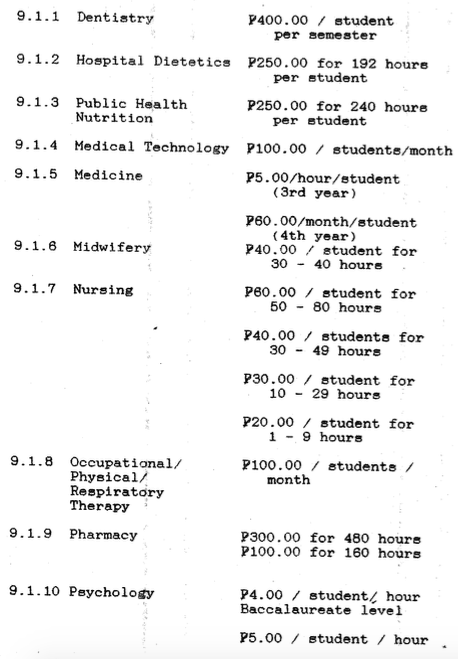 9.1.1 Dentistry ₱400.00 / student
per semester
9.1.2 Hospital Dietetics ₱250.00 for 192 hours
per student
9.1.3 Public Health ₱250.00 for 240 hours
Nutrition per student
9.1.4 Medical Technology ₱100.00 / students/month
9.1.5 Medicine ₱5.00/hour/student
(3rd year)
₱60.00/month/student
(4th year)
9.1.6 Midwifery ₱40.00 / student for
30 - 40 hours
9.1.7 Nursing ₱60.00 / student for
50 - 80 hours
₱40.00 / students for
30 - 49 hours
₱30.00 / student for
10 - 29 hours
₱20.00 / student for
1 - 9 hours
9.1.8 Occupational/ ₱100.00 / students /
Physical/ month
Respiratory
Therapy
9.1.9 Pharmacy ₱300.00 for 480 hours
₱100.00 for 160 hours
9.1.10 Psychology ₱4.00 / student/ hour
Baccalaureate level
₱5.00 / student / hour